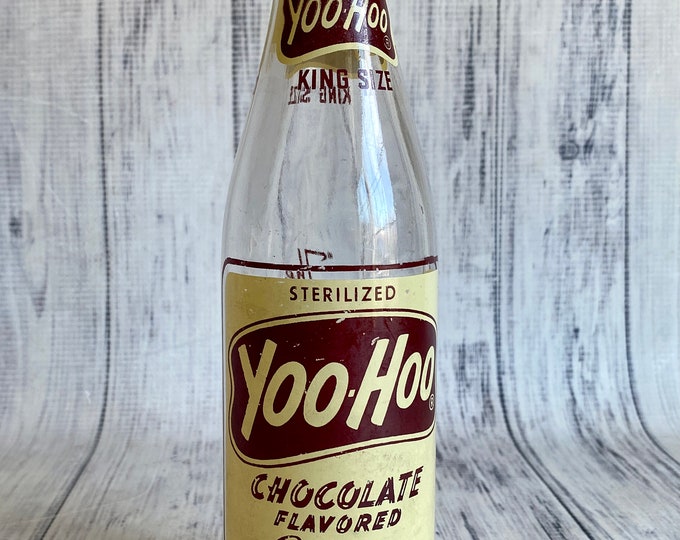 YOO-HOO®
KING SIZE
KING SIZE
STERILIZED
YOO-HOO®
CHOCOLATE
FLAVORED